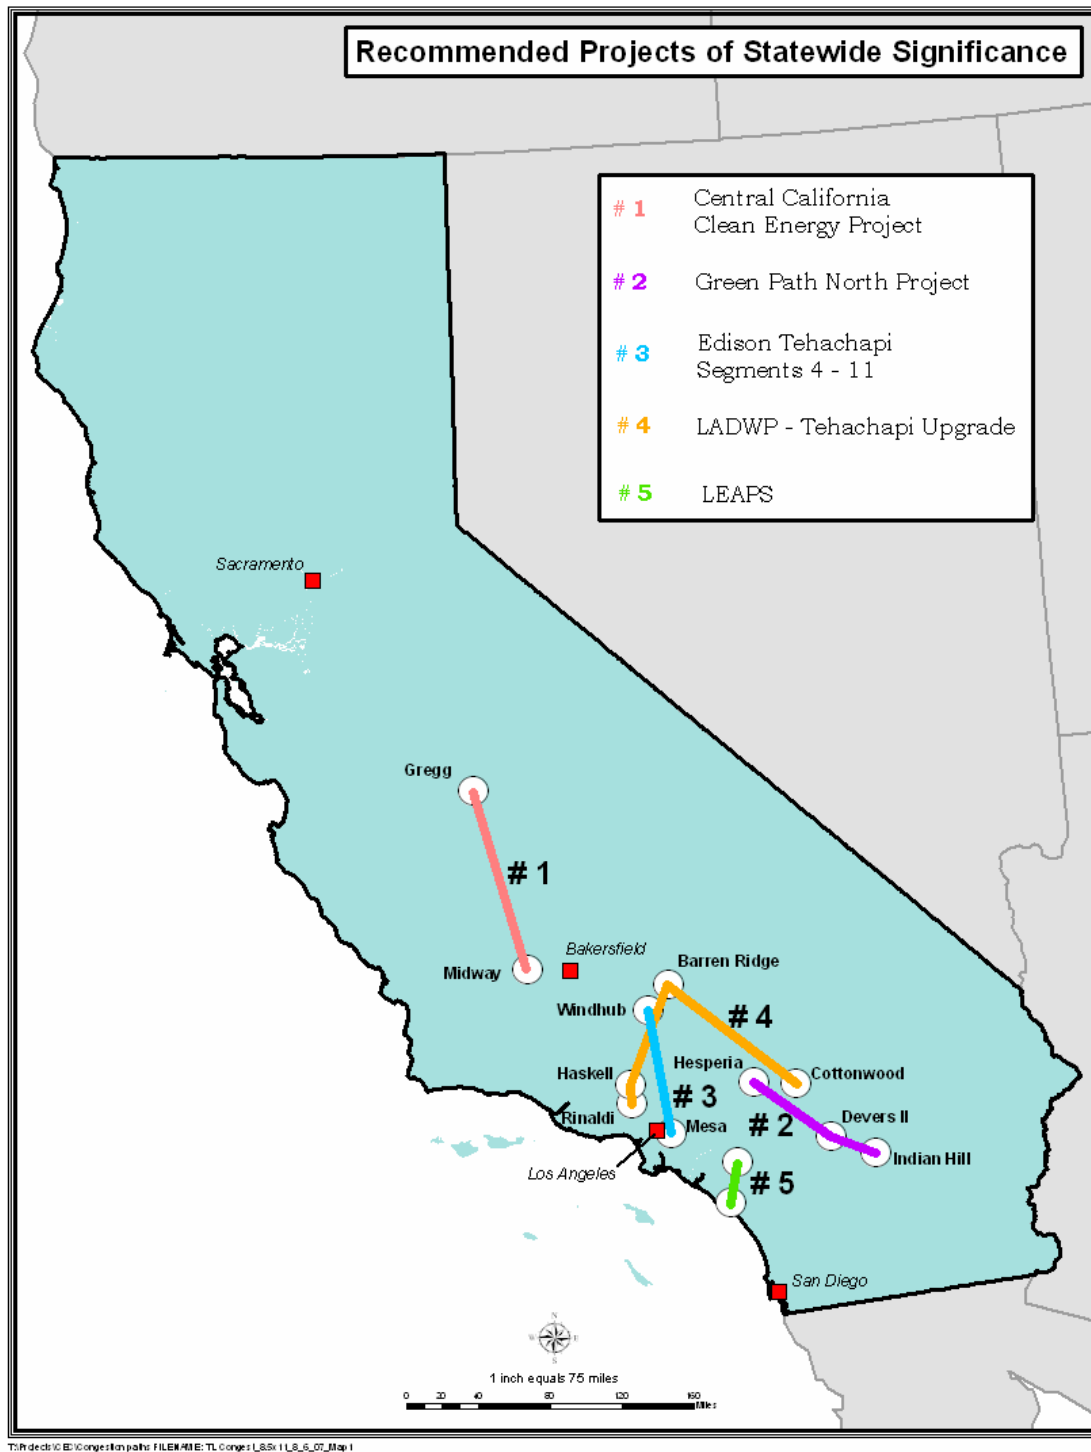 Recommended Projects of Statewide Significance
# 1 Central California
Clean Energy Project
# 2 Green Path North Project
# 3 Edison Tehachapi
Segments 4 - 11
# 4 LADWP - Tehachapi Upgrade
# 5 LEAPS
Sacramento
Gregg
# 1
Bakersfield
Midway
Barren Ridge
Windhub
# 4
Haskell
Hesperia
Cottonwood
# 3
Rinaldi
Mesa
# 2
Devers II
Indian Hill
Los Angeles
# 5
San Diego
N
W E
S
1 inch equals 75 miles
0 20 40 80 120 160
Miles